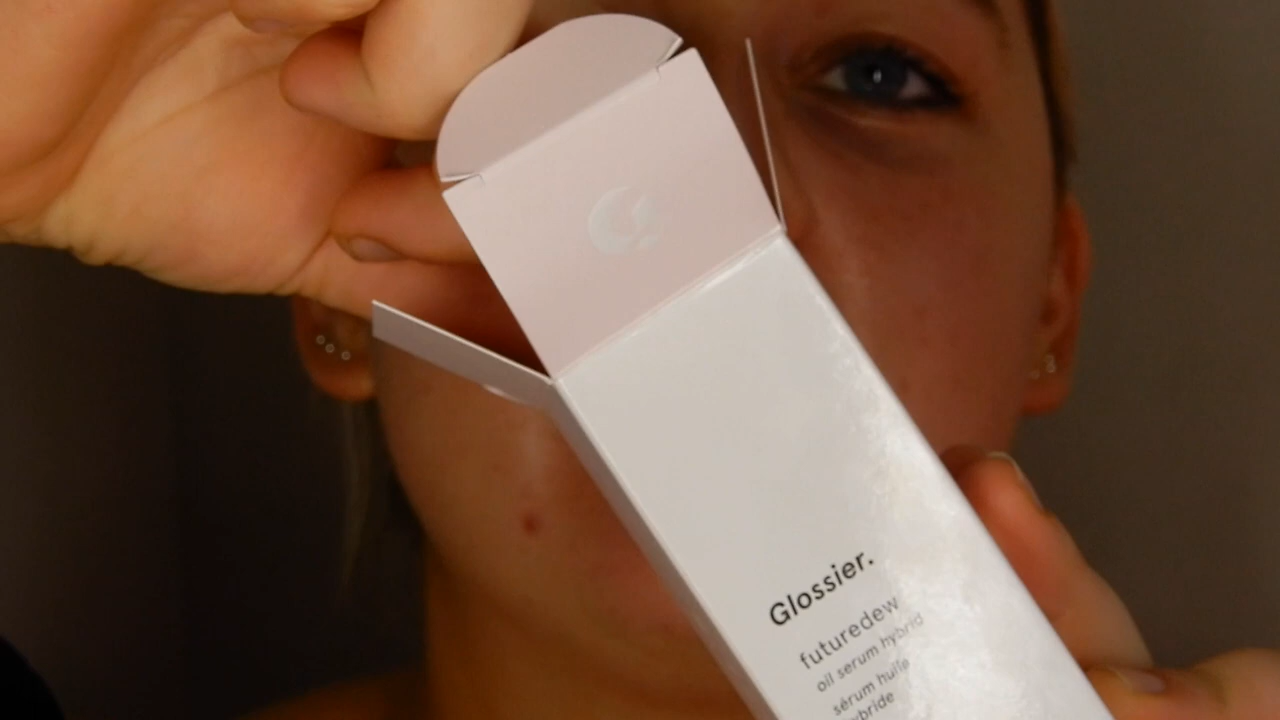 G
Glossier.
futuredew
oil serum hybrid
sérum huile
hybride